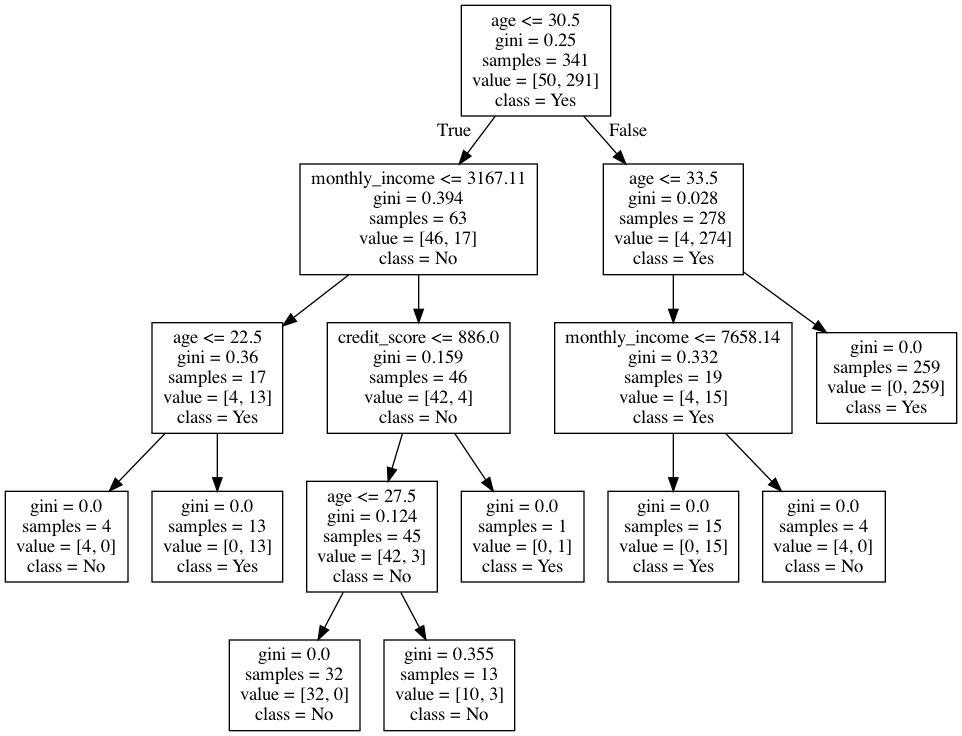 age <= 30.5
gini = 0.25
samples = 341
value = [50, 291]
class = Yes
True
False
monthly_income <= 3167.11
gini = 0.394
samples = 63
value = [46, 17]
class = No
age <= 33.5
gini = 0.028
samples = 278
value = [4, 274]
class = Yes
age <= 22.5
gini = 0.36
samples = 17
value = [4, 13]
class = Yes
credit_score <= 886.0
gini = 0.159
samples = 46
value = [42, 4]
class = No
monthly_income <= 7658.14
gini = 0.332
samples = 19
value = [4, 15]
class = Yes
gini = 0.0
samples = 259
value = [0, 259]
class = Yes
gini = 0.0
samples = 4
value = [4, 0]
class = No
gini = 0.0
samples = 13
value = [0, 13]
class = Yes
age <= 27.5
gini = 0.124
samples = 45
value = [42, 3]
class = No
gini = 0.0
samples = 1
value = [0, 1]
class = Yes
gini = 0.0
samples = 15
value = [0, 15]
class = Yes
gini = 0.0
samples = 4
value = [4, 0]
class = No
gini = 0.0
samples = 32
value = [32, 0]
class = No
gini = 0.355
samples = 13
value = [10, 3]
class = No